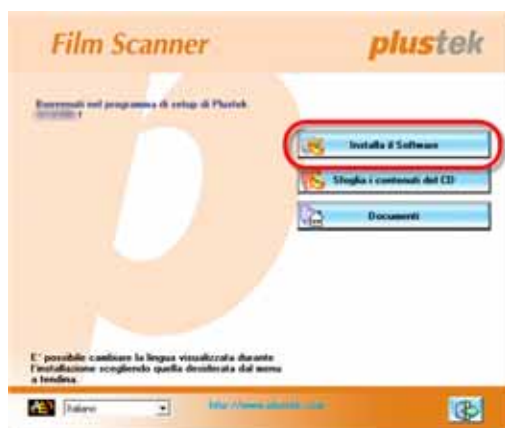 Film Scanner
plustek
Benvenuti nel programma di setup di Plustek
!
Installa il Software
Sfoglia i contenuti del CD
Documenti
E' possibile cambiare la lingua visualizzata durante
l'installazione scegliendo quella desiderata dal menu
a tendina.
Italiano
http://www.plustek.com